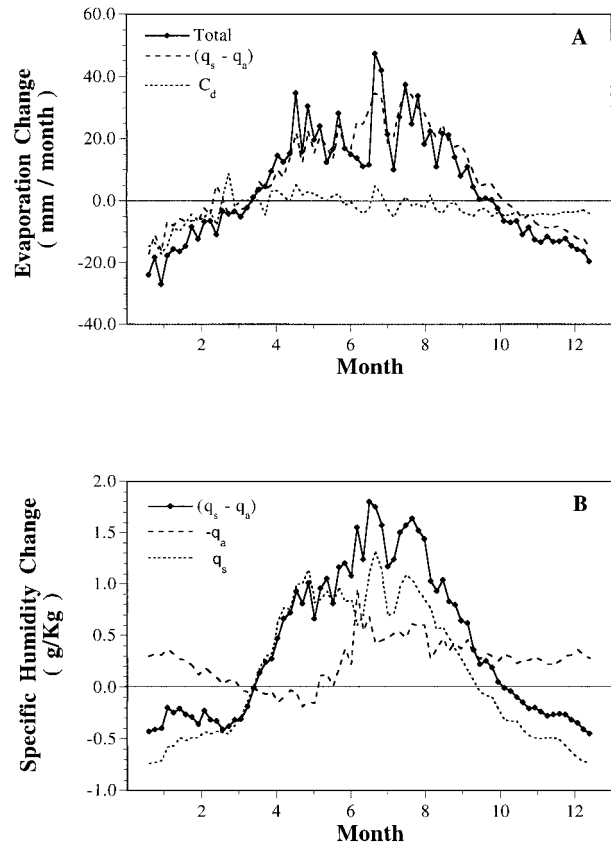 A
Total
(q_s - q_a)
C_d
Evaporation Change
( mm / month )
60.0
40.0
20.0
0.0
-20.0
-40.0
2 4 6 8 10 12
Month
B
(q_s - q_a)
-q_a
q_s
Specific Humidity Change
( g/Kg )
2.0
1.5
1.0
0.5
0.0
-0.5
-1.0
2 4 6 8 10 12
Month